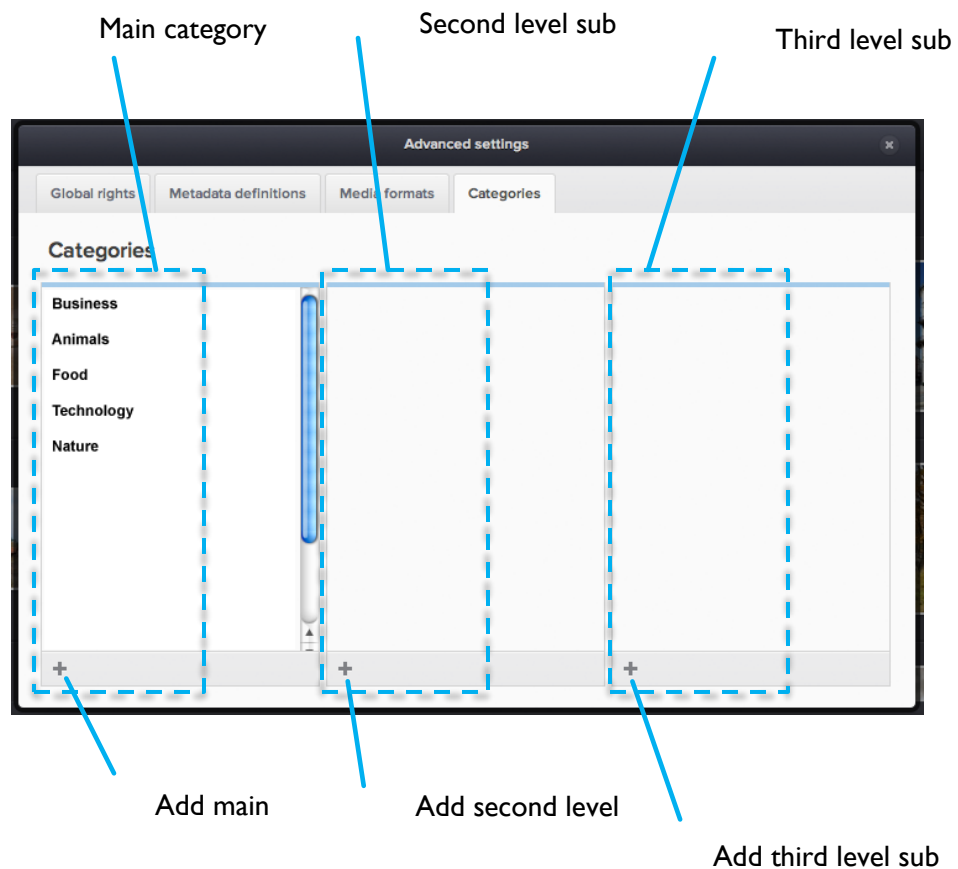 Main category
Second level sub
Third level sub
Advanced settings
Global rights
Metadata definitions
Media formats
Categories
Categories
Business
Animals
Food
Technology
Nature
Add main
Add second level
Add third level sub